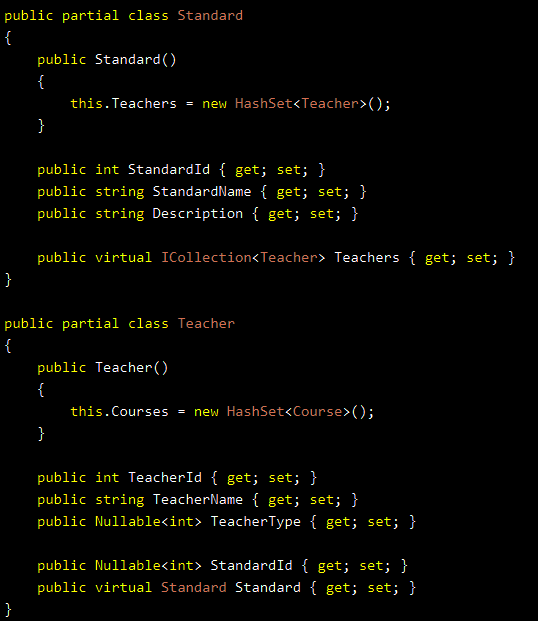 public partial class Standard
{
    public Standard()
    {
        this.Teachers = new HashSet<Teacher>();
    }

    public int StandardId { get; set; }
    public string StandardName { get; set; }
    public string Description { get; set; }

    public virtual ICollection<Teacher> Teachers { get; set; }
}

public partial class Teacher
{
    public Teacher()
    {
        this.Courses = new HashSet<Course>();
    }

    public int TeacherId { get; set; }
    public string TeacherName { get; set; }
    public Nullable<int> TeacherType { get; set; }

    public Nullable<int> StandardId { get; set; }
    public virtual Standard Standard { get; set; }
}